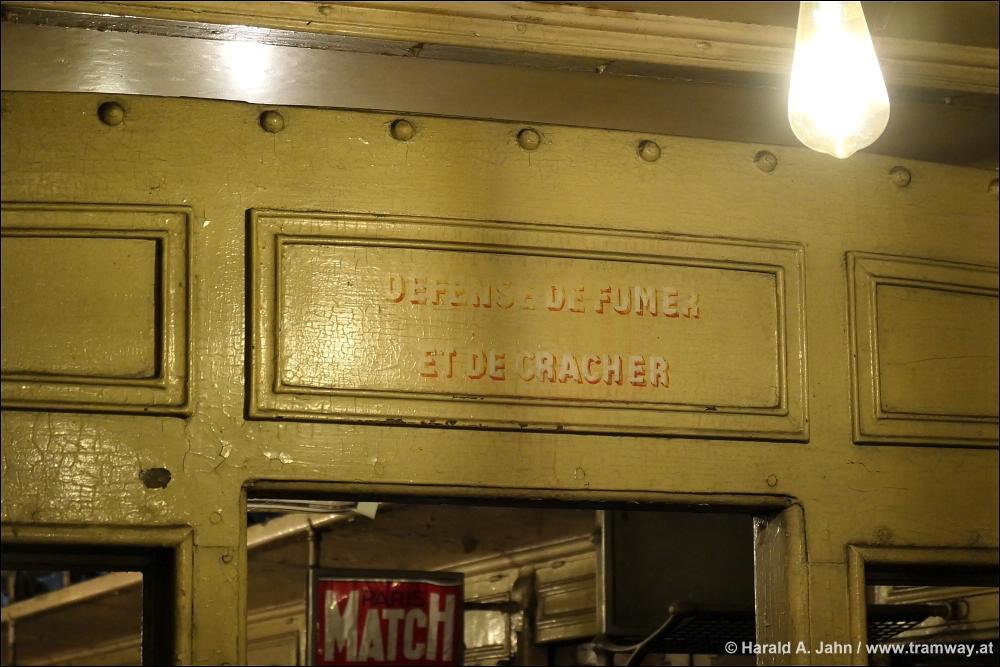 DEFENSE DE FUMER
ET DE CRACHER
PARIS
MATCH
© Harald A. Jahn / www.tramway.at